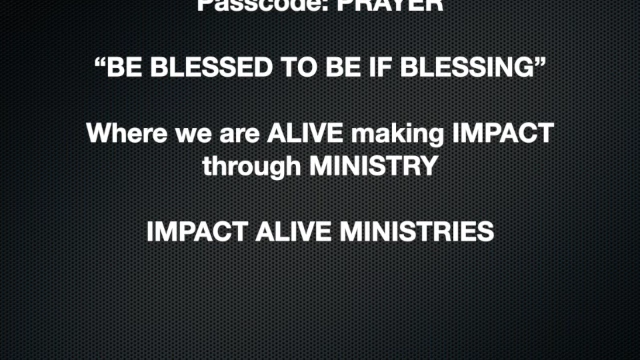 Passcode: PRAYER
“BE BLESSED TO BE IF BLESSING”
Where we are ALIVE making IMPACT
through MINISTRY
IMPACT ALIVE MINISTRIES